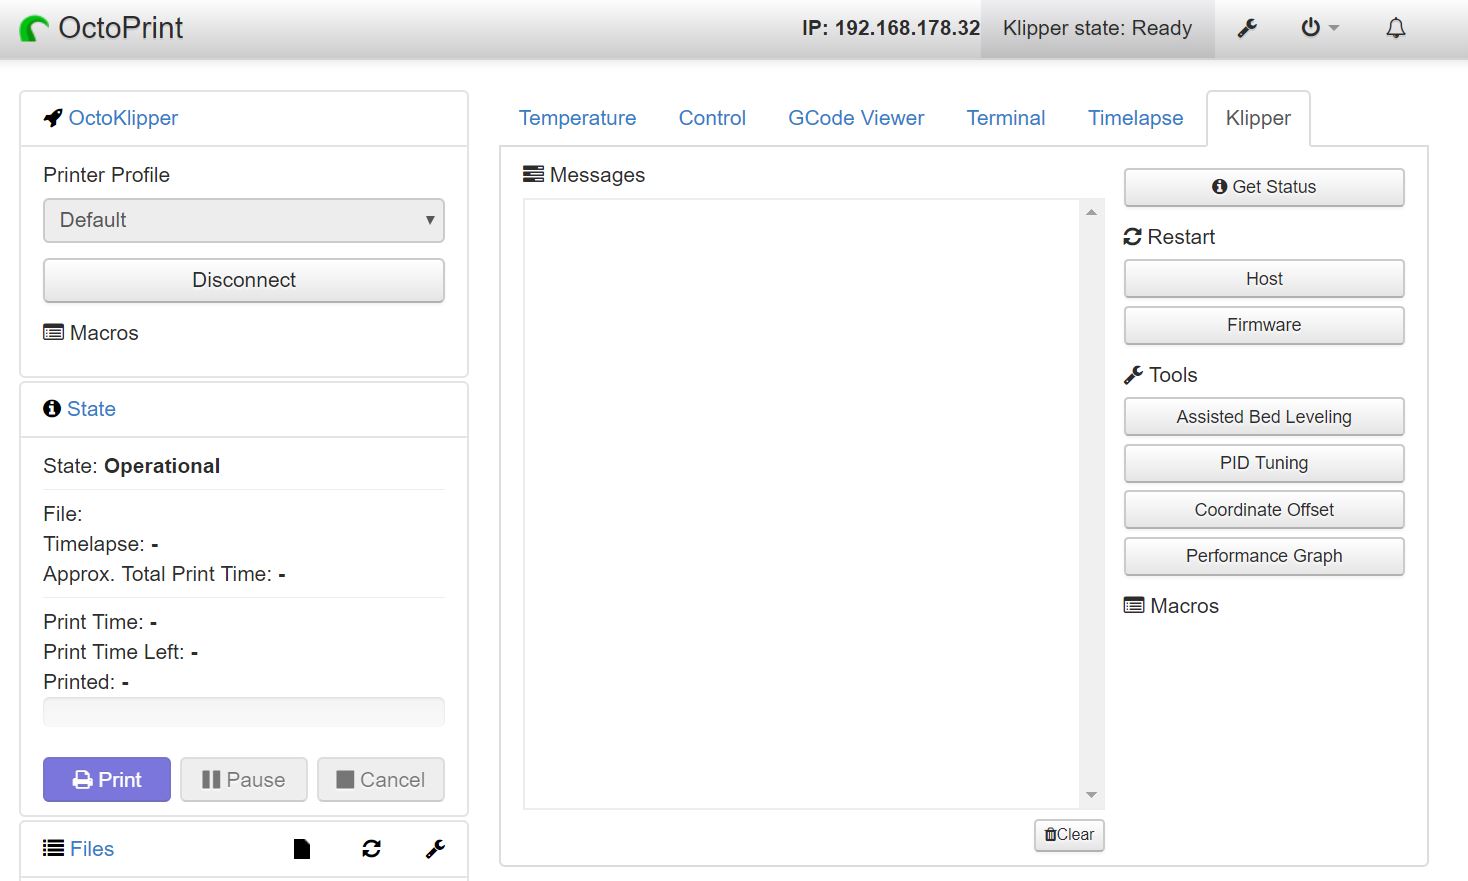 OctoPrint
IP: 192.168.178.32
Klipper state: Ready
OctoKlipper
Printer Profile
Default
Disconnect
Macros
State
State: Operational
File:
Timelapse: -
Approx. Total Print Time: -
Print Time: -
Print Time Left: -
Printed: -
Print
Pause
Cancel
Files
Temperature
Control
GCode Viewer
Terminal
Timelapse
Klipper
Messages
Clear
Get Status
Restart
Host
Firmware
Tools
Assisted Bed Leveling
PID Tuning
Coordinate Offset
Performance Graph
Macros